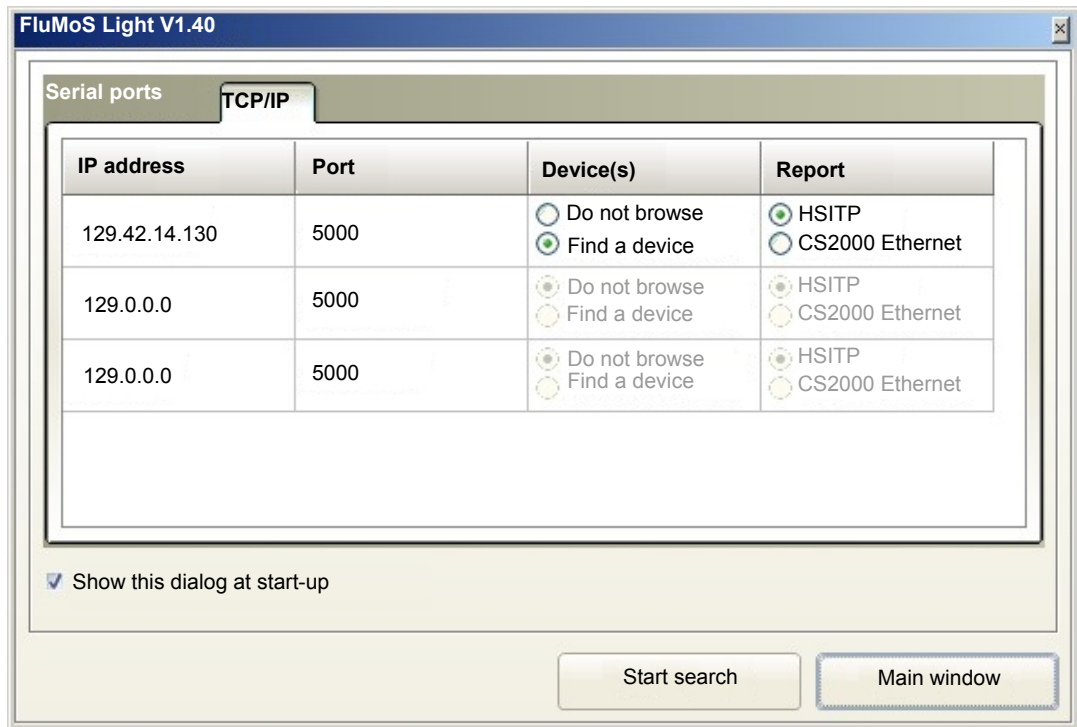 FluMoS Light V1.40
Serial ports TCP/IP
IP address Port Device(s) Report
129.42.14.130 5000 Do not browse HSITP
Find a device CS2000 Ethernet
129.0.0.0 5000 Do not browse HSITP
Find a device CS2000 Ethernet
129.0.0.0 5000 Do not browse HSITP
Find a device CS2000 Ethernet
Show this dialog at start-up
Start search Main window